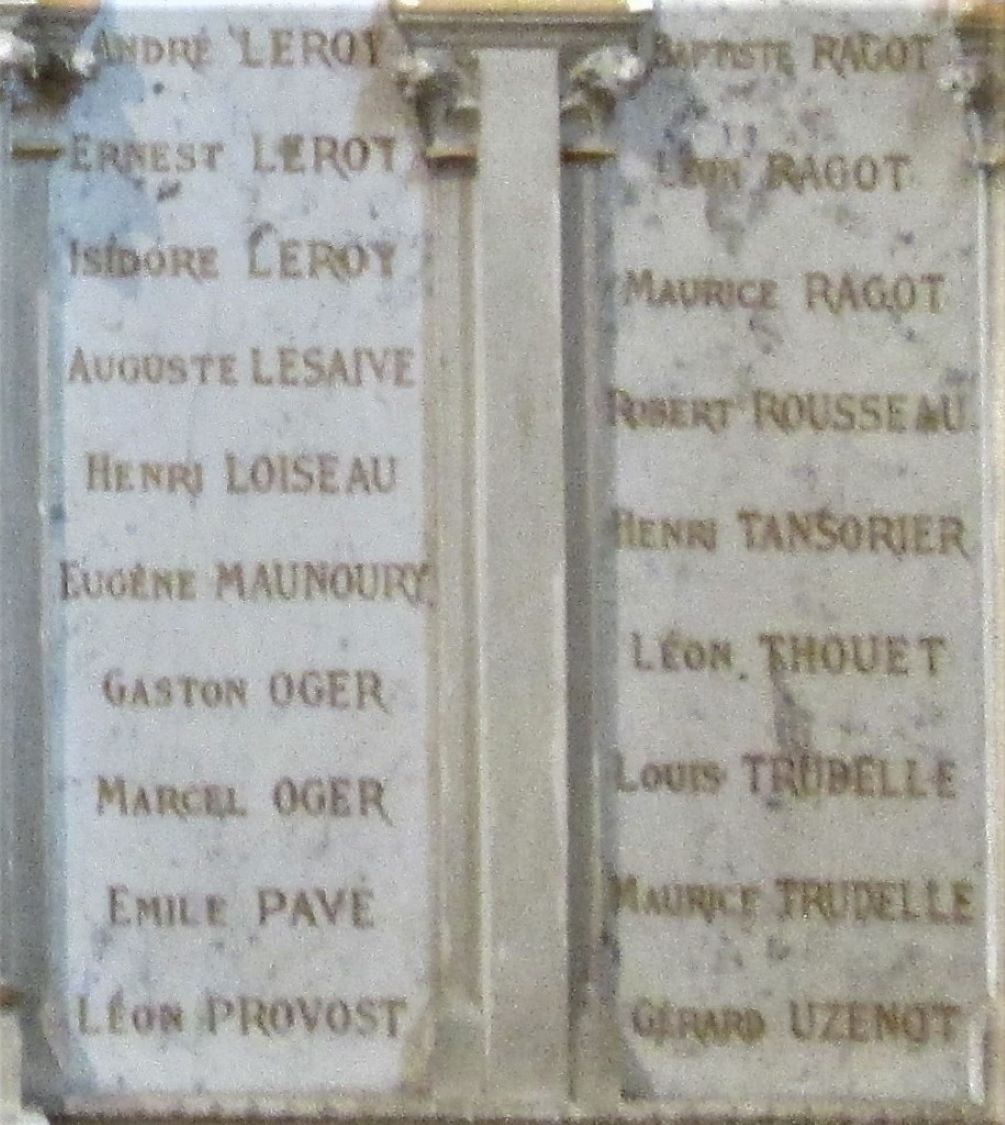 André LEROY
Ernest LEROY
Isidore LEROY
Auguste LESAIVE
Henri LOISEAU
Eugène MAUNOURY
Gaston OGER
Marcel OGER
Emile PAVÉ
Léon PROVOST
Baptiste RAGOT
Léon RAGOT
Maurice RAGOT
Robert ROUSSEAU
Henri TANSORIER
Léon THOUET
Louis TRUDELLE
Maurice TRUDELLE
Gérard UZENOT